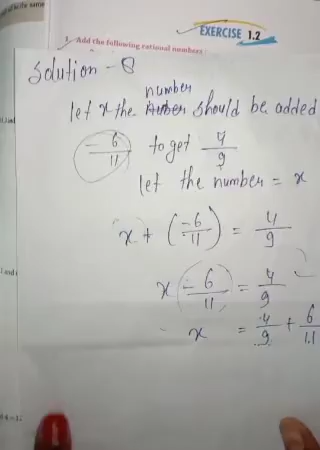 EXERCISE 1.2
1. Add the following rational numbers
Solution - 8
number
let x the should be added
-6/11 to get 4/9
let the number = x
x + (-6/11) = 4/9
x - 6/11 = 4/9
x = 4/9 + 6/11